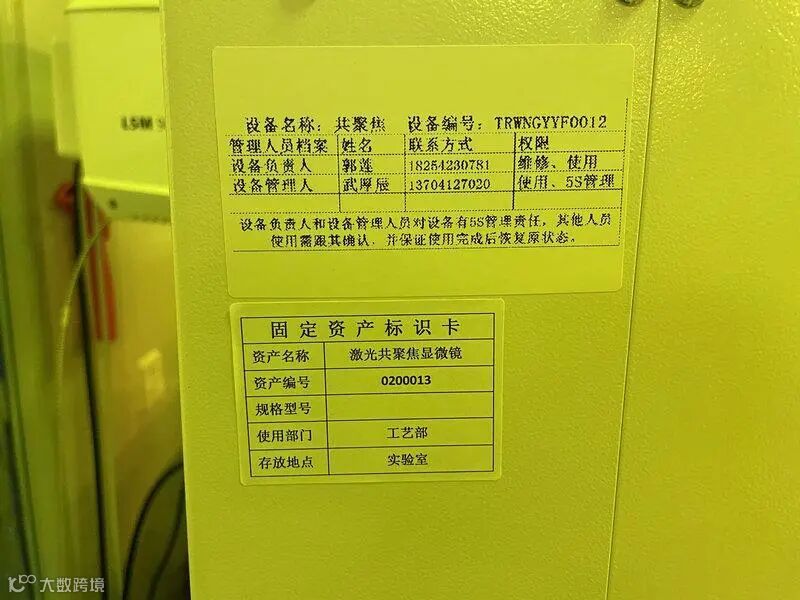 LSM
设备名称：共聚焦 设备编号：TRWNGYYF0012
管理人员档案 姓名 联系方式 权限
设备负责人 郭莲 18254230781 维修、使用
设备管理人 武厚辰 13704127020 使用、5S管理
设备负责人和设备管理人员对设备有5S管理责任，其他人员
使用需跟其确认，并保证使用完成后恢复原状态。
固定资产标识卡
资产名称 激光共聚焦显微镜
资产编号 0200013
规格型号
使用部门 工艺部
存放地点 实验室
大数跨境